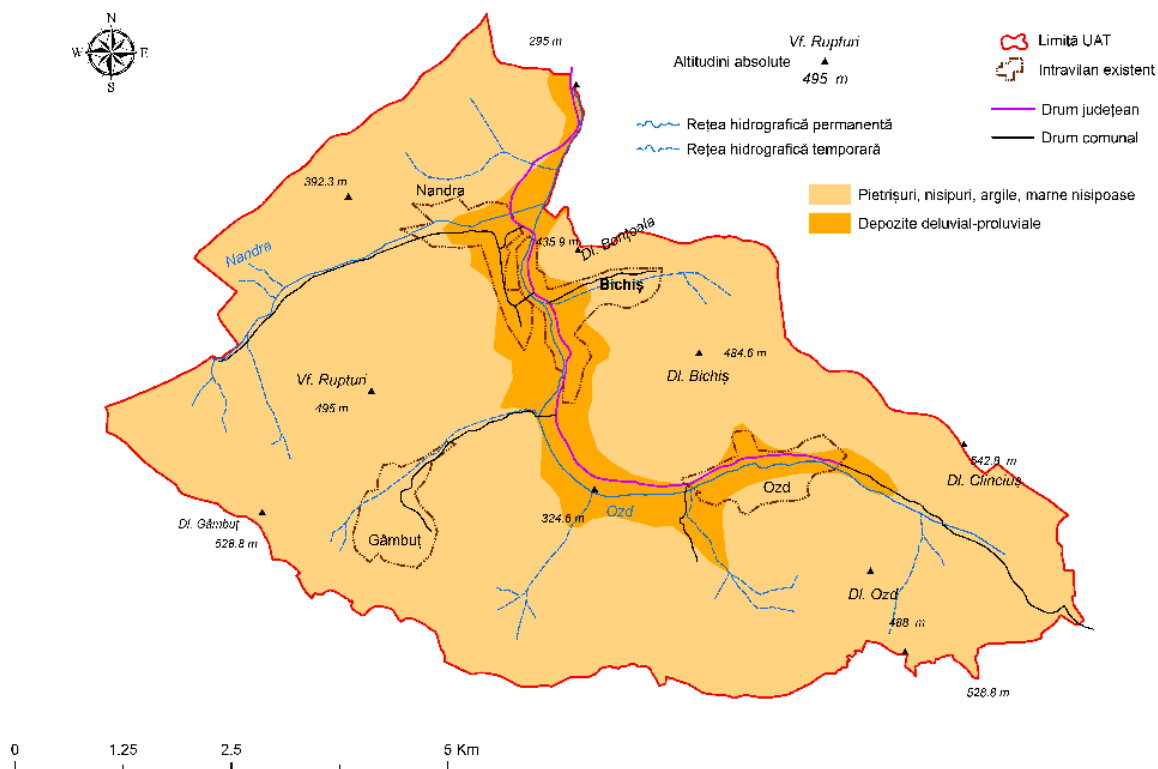 N
W
E
S
295 m
Vf. Rupturi
Altitudini absolute
495 m
Limită UAT
Intravilan existent
Drum județean
Drum comunal
Rețea hidrografică permanentă
Rețea hidrografică temporară
Pietrișuri, nisipuri, argile, marne nisipoase
Depozite deluvial-proluviale
392.3 m
Nandra
Nandra
435.9 m
Dl. Bonțoala
Bichiș
484.6 m
Dl. Bichiș
Vf. Rupturi
495 m
542.8 m
Dl. Clinciuș
Ozd
Ozd
324.6 m
Dl. Gâmbuț
528.8 m
Gâmbuț
Dl. Ozd
488 m
528.8 m
0 1.25 2.5 5 Km